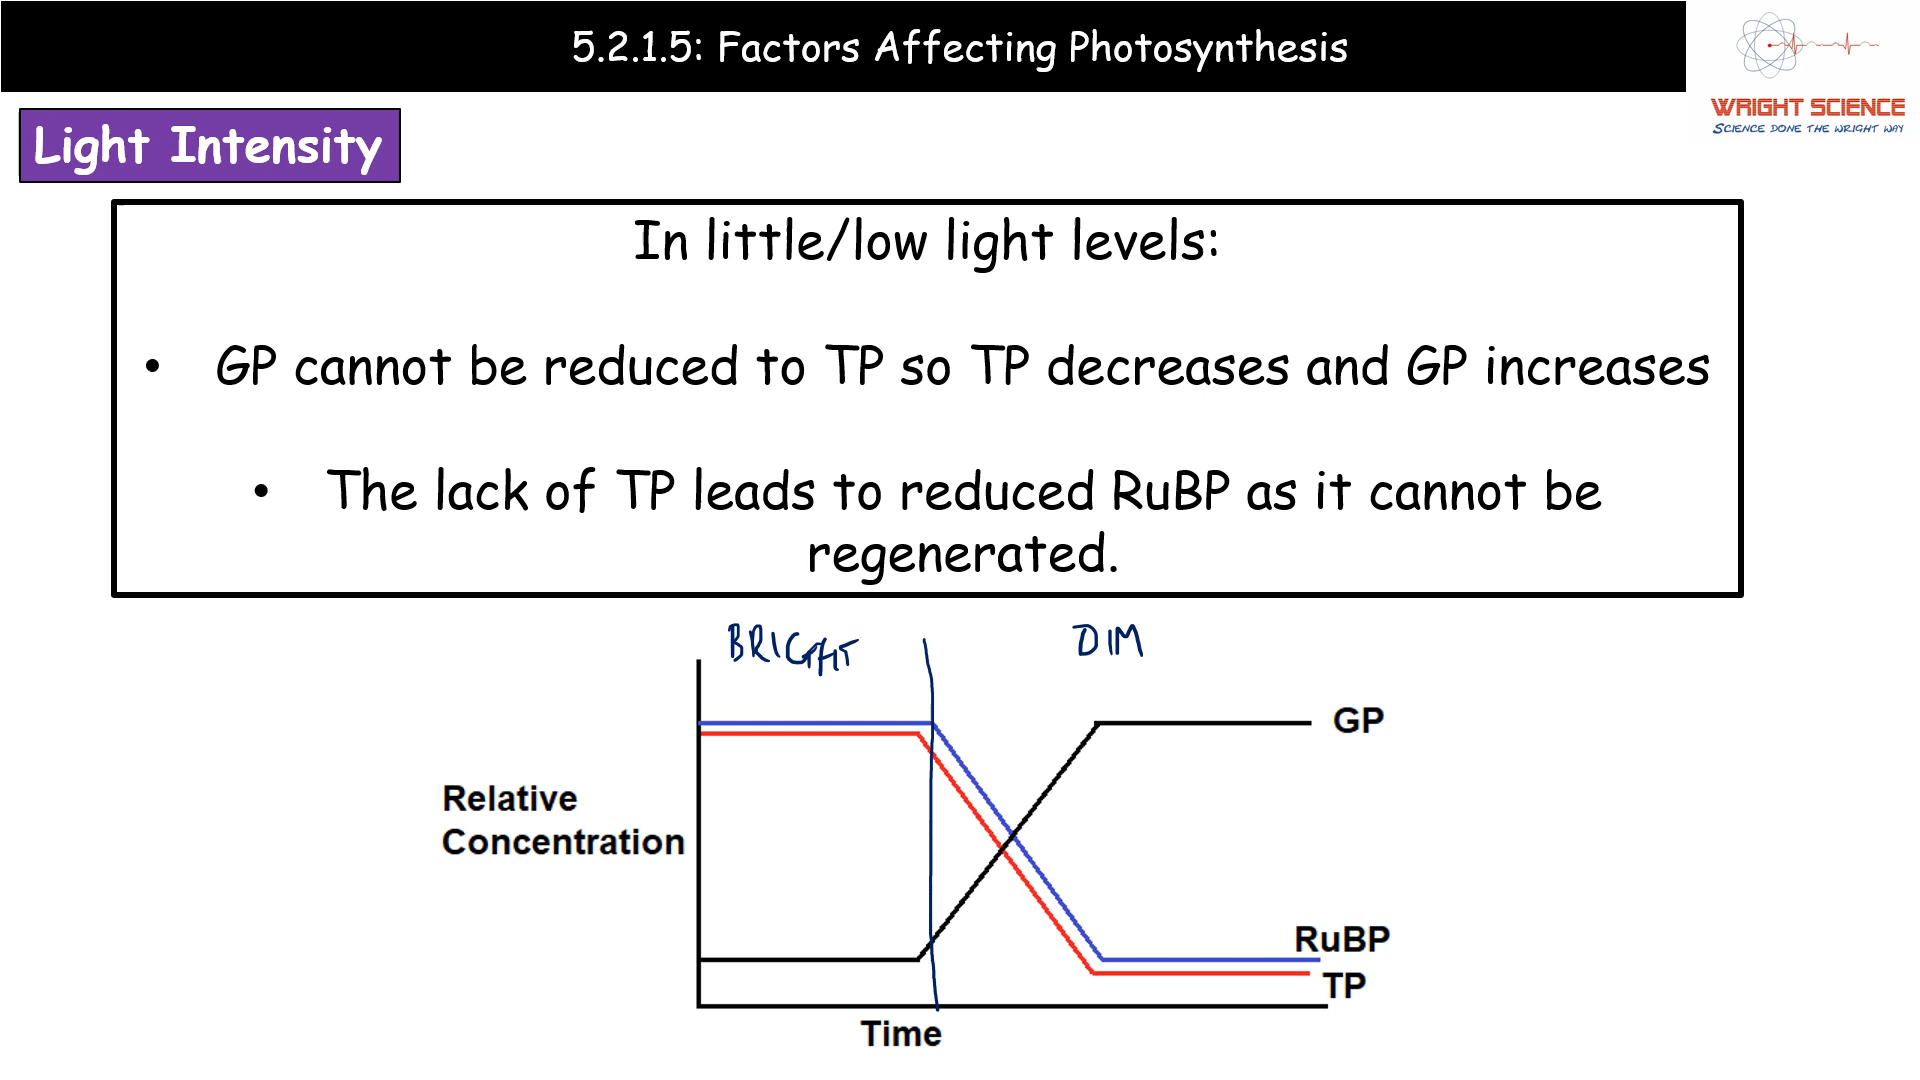 5.2.1.5: Factors Affecting Photosynthesis
WRIGHT SCIENCE
SCIENCE DONE THE WRIGHT WAY
Light Intensity
In little/low light levels:
• GP cannot be reduced to TP so TP decreases and GP increases
• The lack of TP leads to reduced RuBP as it cannot be
regenerated.
BRIGHT
DIM
GP
Relative
Concentration
RuBP
TP
Time